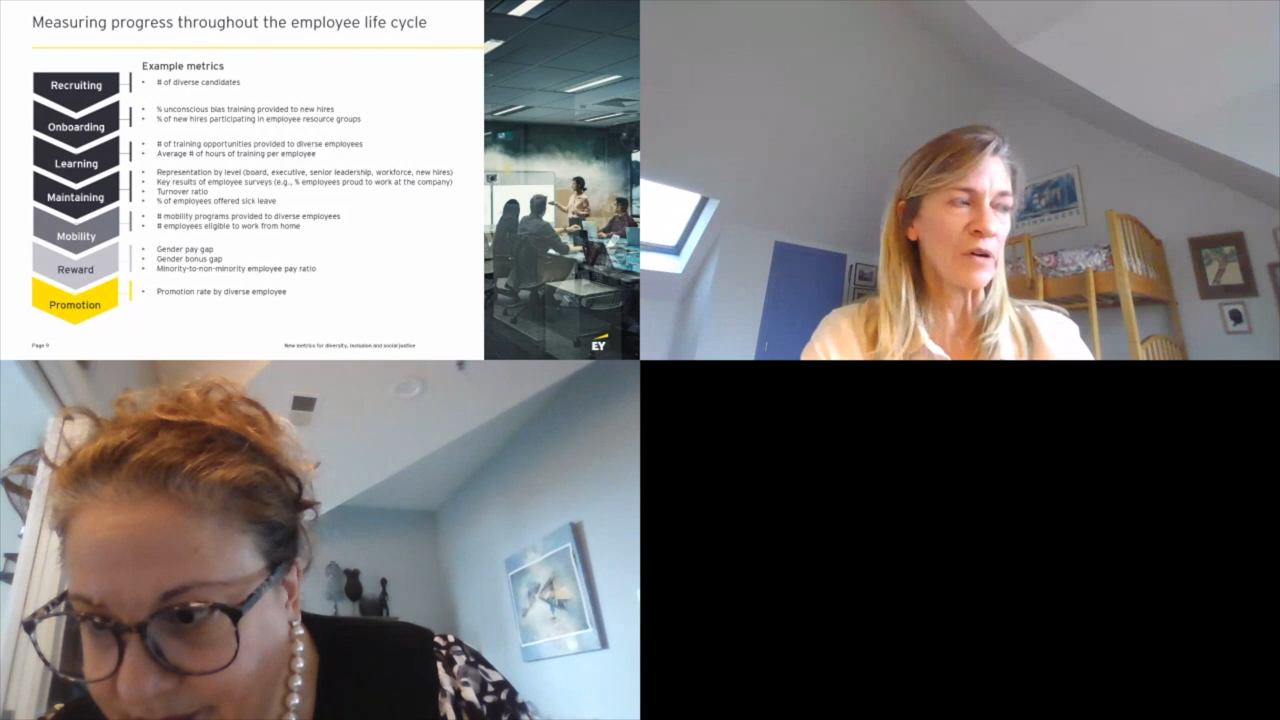 Measuring progress throughout the employee life cycle
Example metrics
Recruiting
• # of diverse candidates
Onboarding
• % unconscious bias training provided to new hires
• % of new hires participating in employee resource groups
Learning
• # of training opportunities provided to diverse employees
• Average # of hours of training per employee
Maintaining
• Representation by level (board, executive, senior leadership, workforce, new hires)
• Key results of employee surveys (e.g., % employees proud to work at the company)
• Turnover ratio
• % of employees offered sick leave
Mobility
• # mobility programs provided to diverse employees
• # employees eligible to work from home
Reward
• Gender pay gap
• Gender bonus gap
• Minority-to-non-minority employee pay ratio
Promotion
• Promotion rate by diverse employee
Page 9
New metrics for diversity, inclusion and social justice
EY